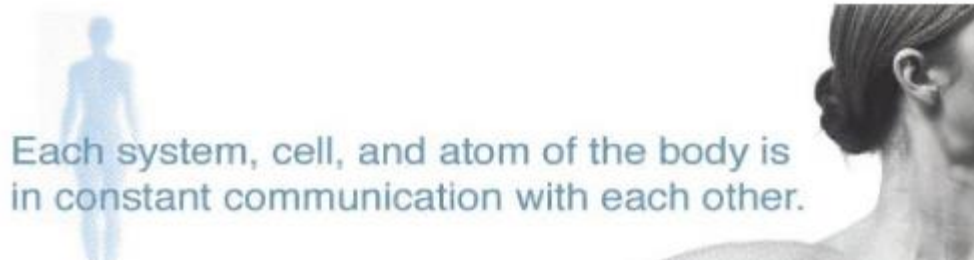 Each system, cell, and atom of the body is
in constant communication with each other.